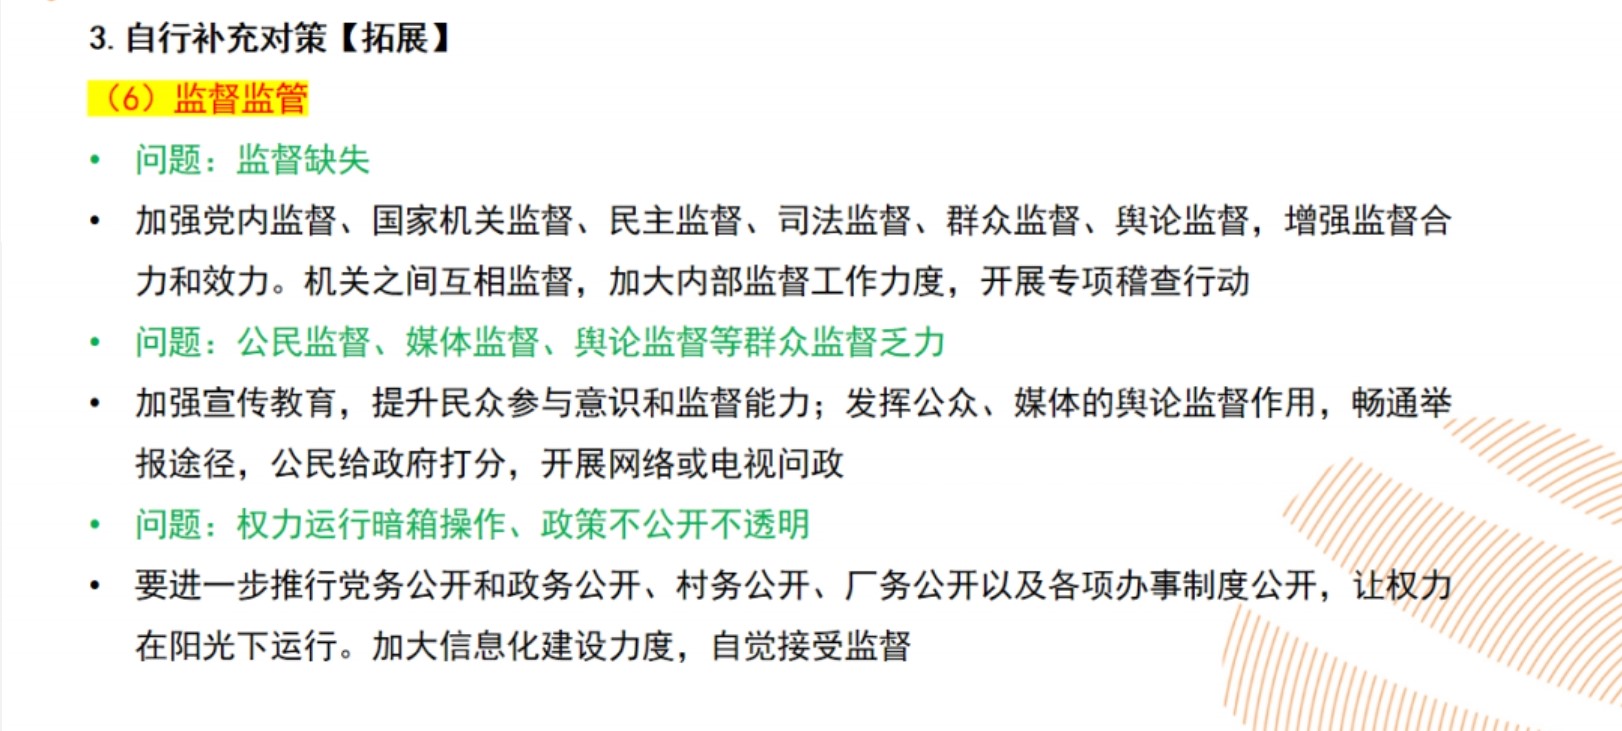 3. 自行补充对策【拓展】
（6）监督监管
• 问题：监督缺失
• 加强党内监督、国家机关监督、民主监督、司法监督、群众监督、舆论监督，增强监督合
力和效力。机关之间互相监督，加大内部监督工作力度，开展专项稽查行动
• 问题：公民监督、媒体监督、舆论监督等群众监督乏力
• 加强宣传教育，提升民众参与意识和监督能力；发挥公众、媒体的舆论监督作用，畅通举
报途径，公民给政府打分，开展网络或电视问政
• 问题：权力运行暗箱操作、政策不公开不透明
• 要进一步推行党务公开和政务公开、村务公开、厂务公开以及各项办事制度公开，让权力
在阳光下运行。加大信息化建设力度，自觉接受监督